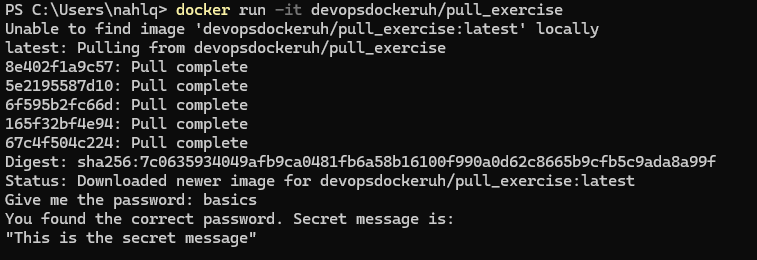 PS C:\Users\nahlq> docker run -it devopsdockeruh/pull_exercise
Unable to find image 'devopsdockeruh/pull_exercise:latest' locally
latest: Pulling from devopsdockeruh/pull_exercise
8e402f1a9c57: Pull complete
5e2195587d10: Pull complete
6f595b2fc66d: Pull complete
165f32bf4e94: Pull complete
67c4f504c224: Pull complete
Digest: sha256:7c0635934049afb9ca0481fb6a58b16100f990a0d62c8665b9cfb5c9ada8a99f
Status: Downloaded newer image for devopsdockeruh/pull_exercise:latest
Give me the password: basics
You found the correct password. Secret message is:
"This is the secret message"